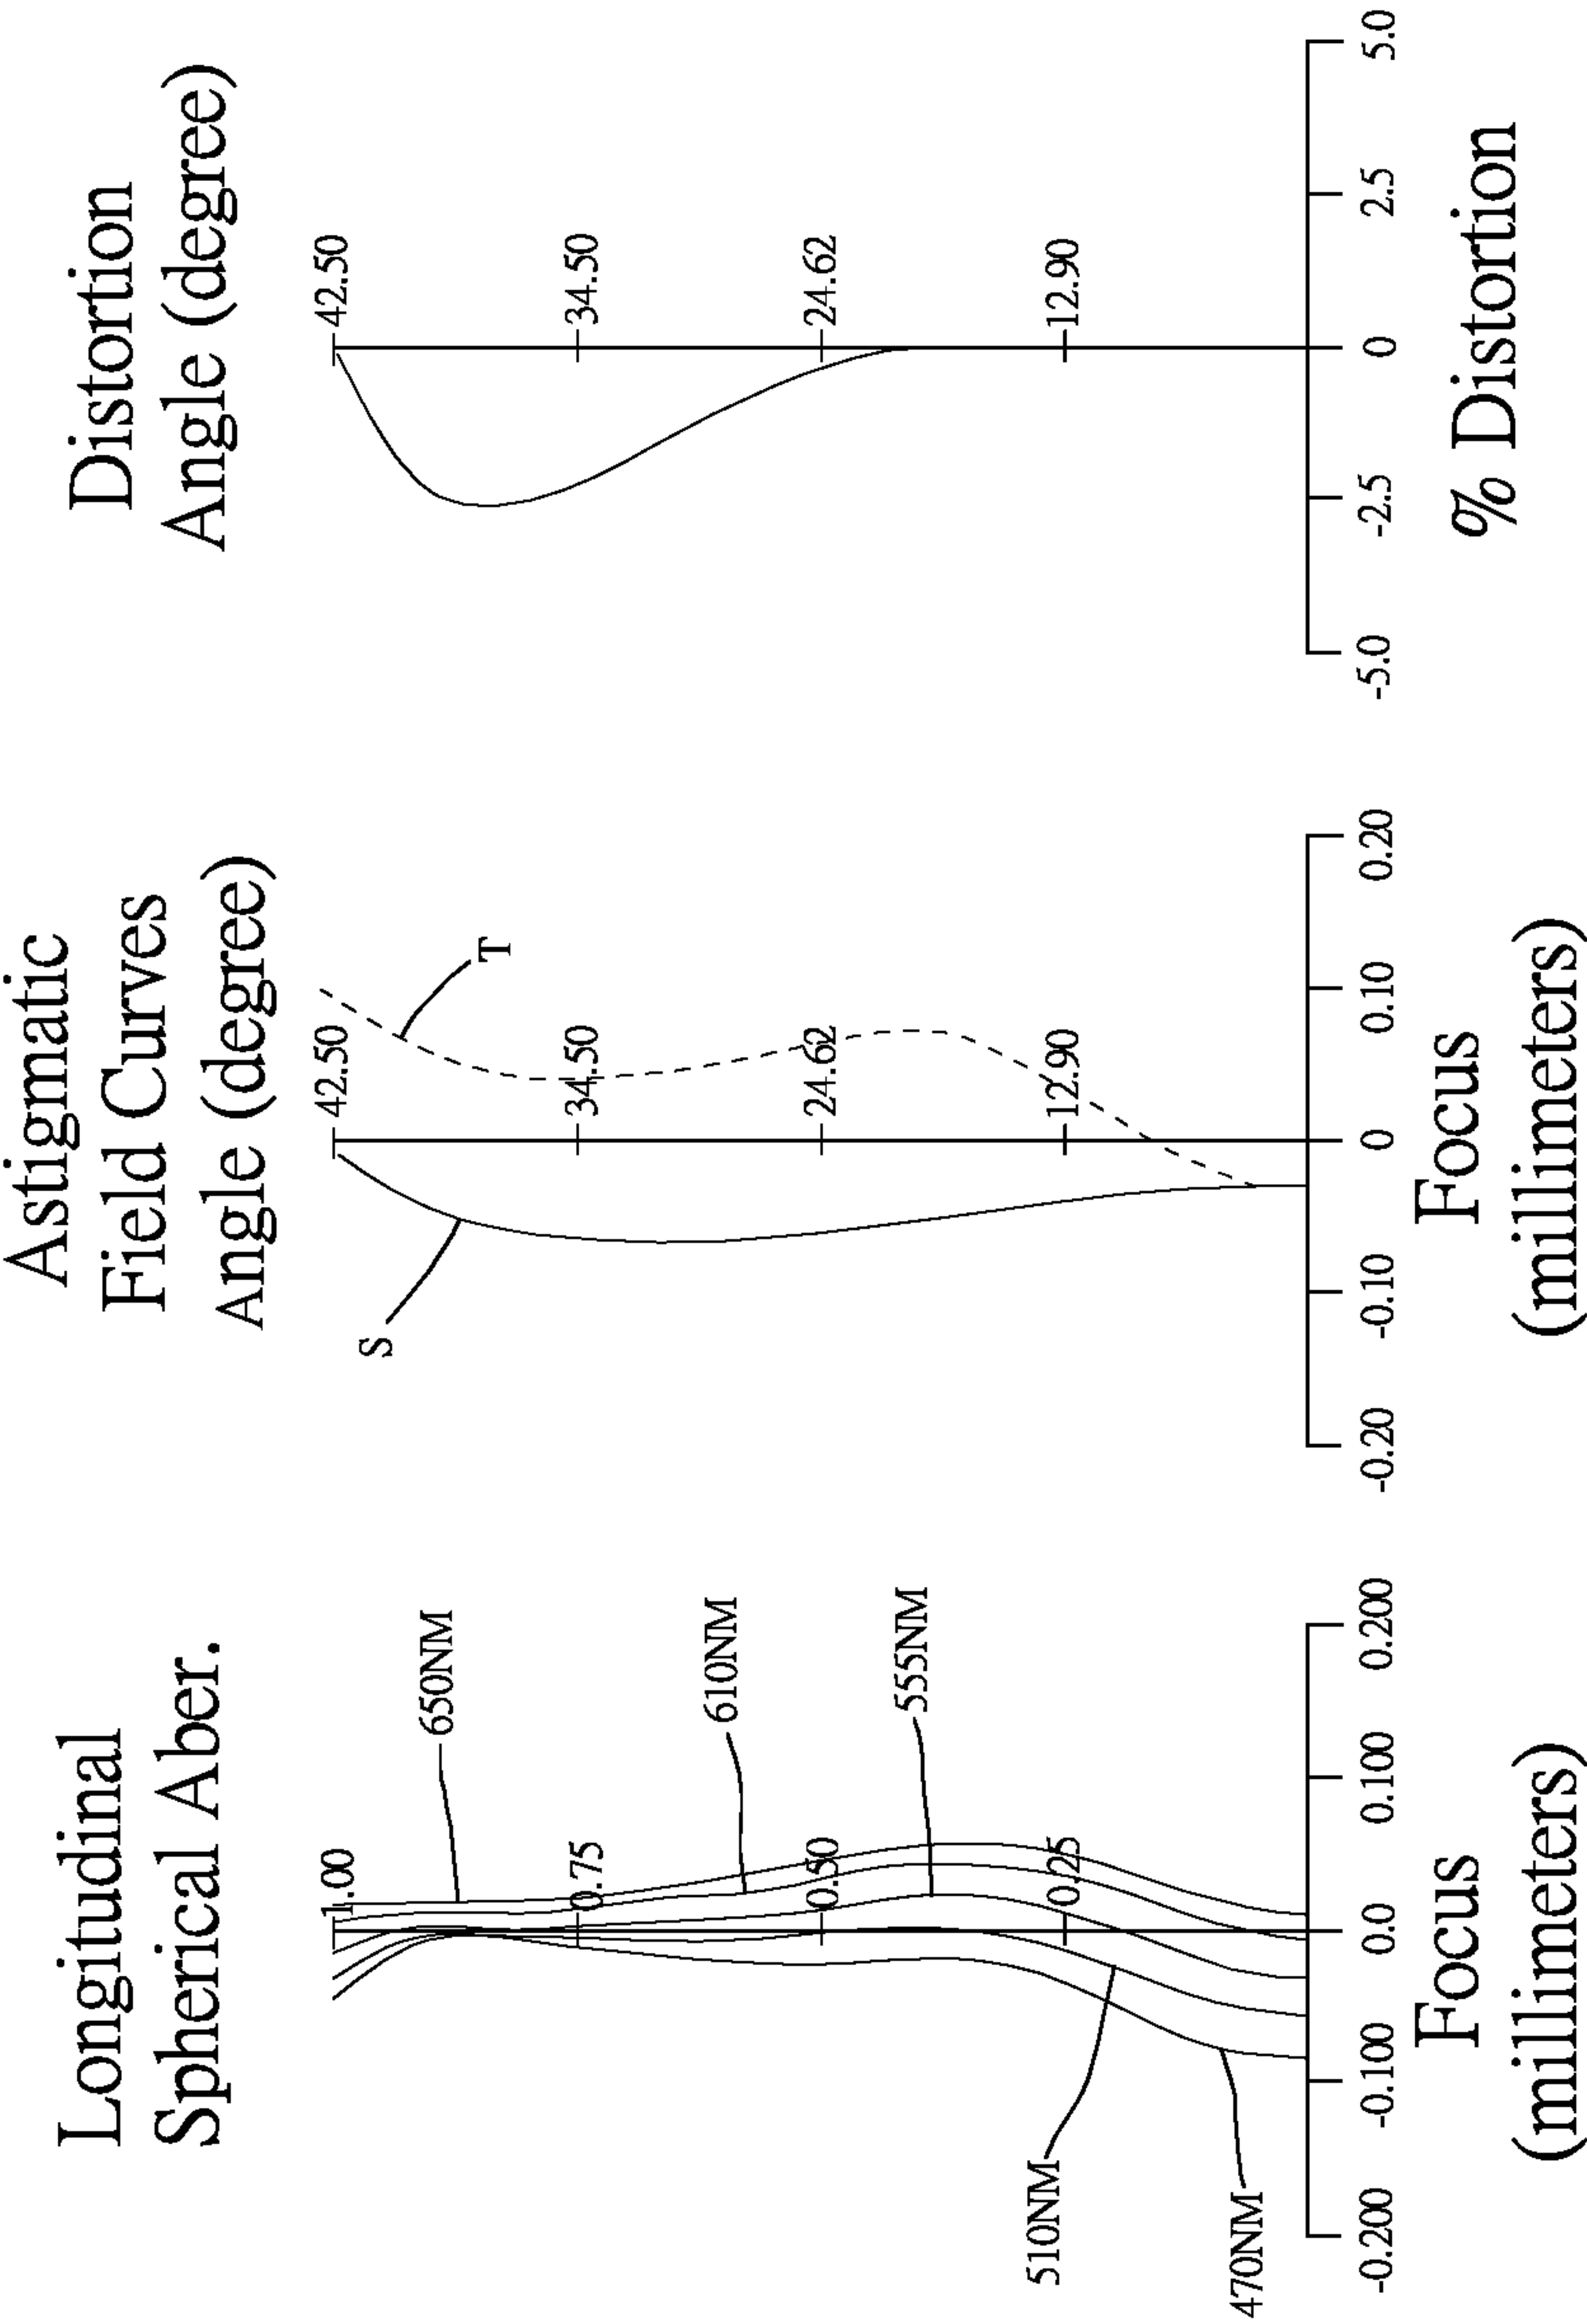 Longitudinal
Spherical Aber.
1.00
0.75
0.50
0.25
650NM
610NM
555NM
510NM
470NM
-0.200
-0.100
0.0
0.100
0.200
Focus
(millimeters)
Astigmatic
Field Curves
Angle (degree)
42.50
34.50
24.62
12.90
S
T
-0.20
-0.10
0
0.10
0.20
Focus
(millimeters)
Distortion
Angle (degree)
42.50
34.50
24.62
12.90
-5.0
-2.5
0
2.5
5.0
% Distortion